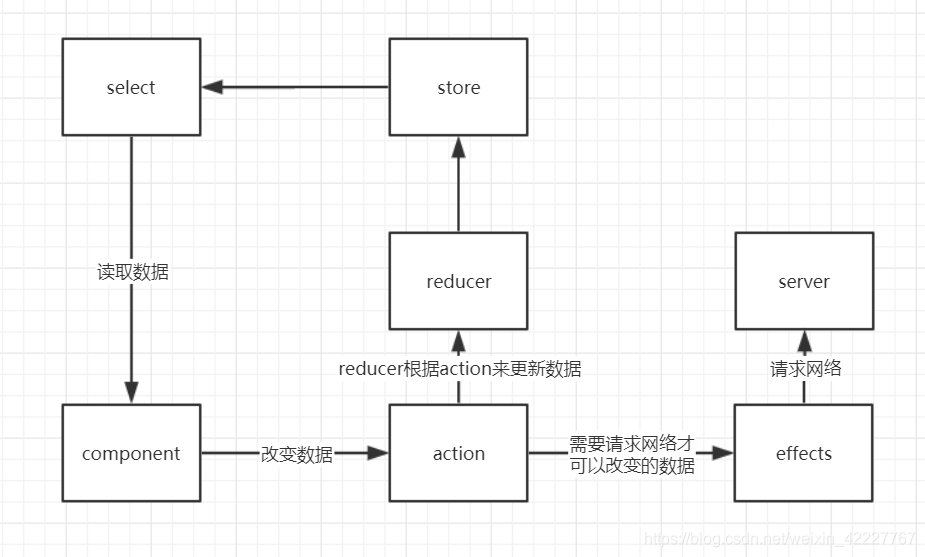 select
store
读取数据
reducer
server
reducer根据action来更新数据
请求网络
component
改变数据
action
需要请求网络才
可以改变的数据
effects
https://blog.csdn.net/weixin_42227767